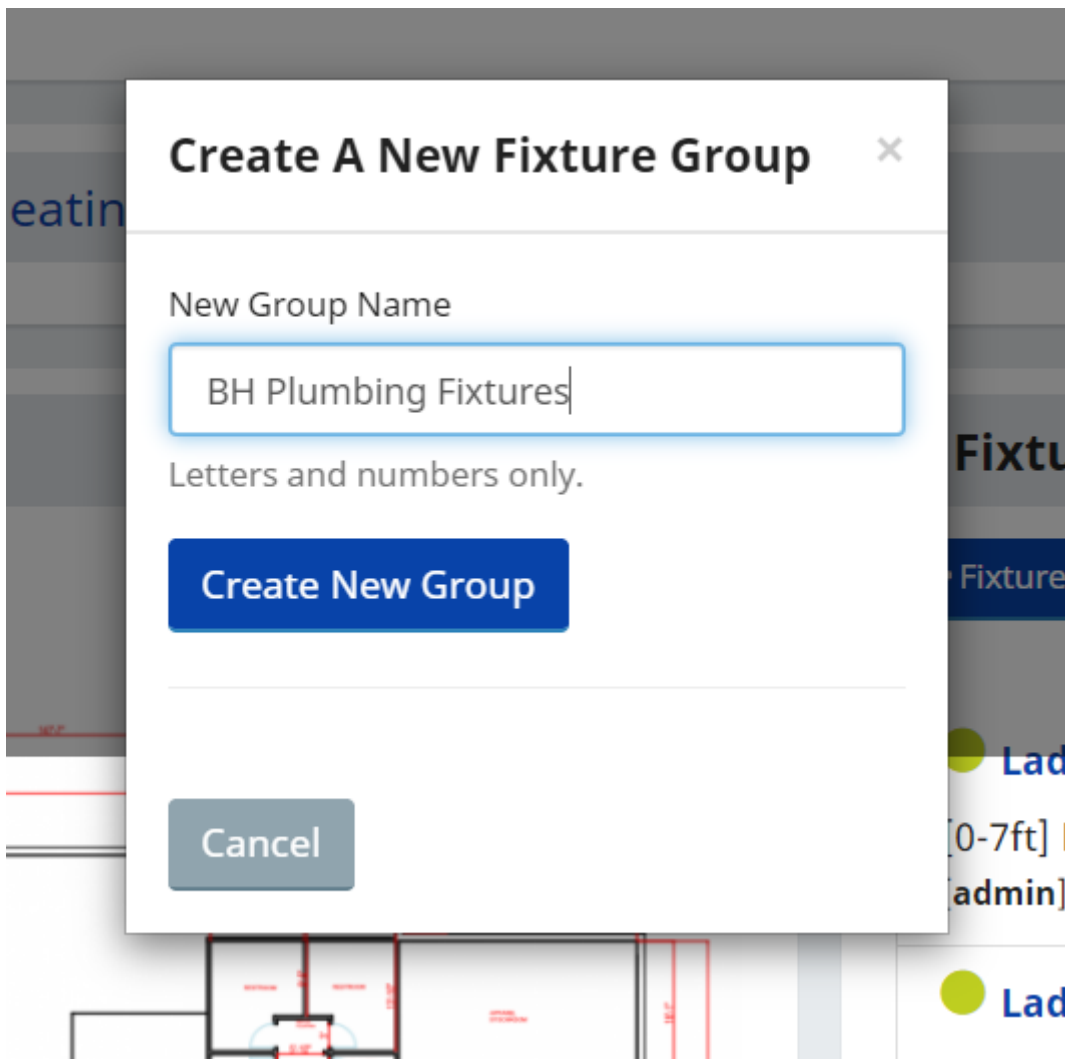 Create A New Fixture Group ×
eatin
New Group Name
BH Plumbing Fixtures
Fixtu
Letters and numbers only.
Create New Group
Fixture
Lad
[0-7ft]
[admin]
Cancel
Lad